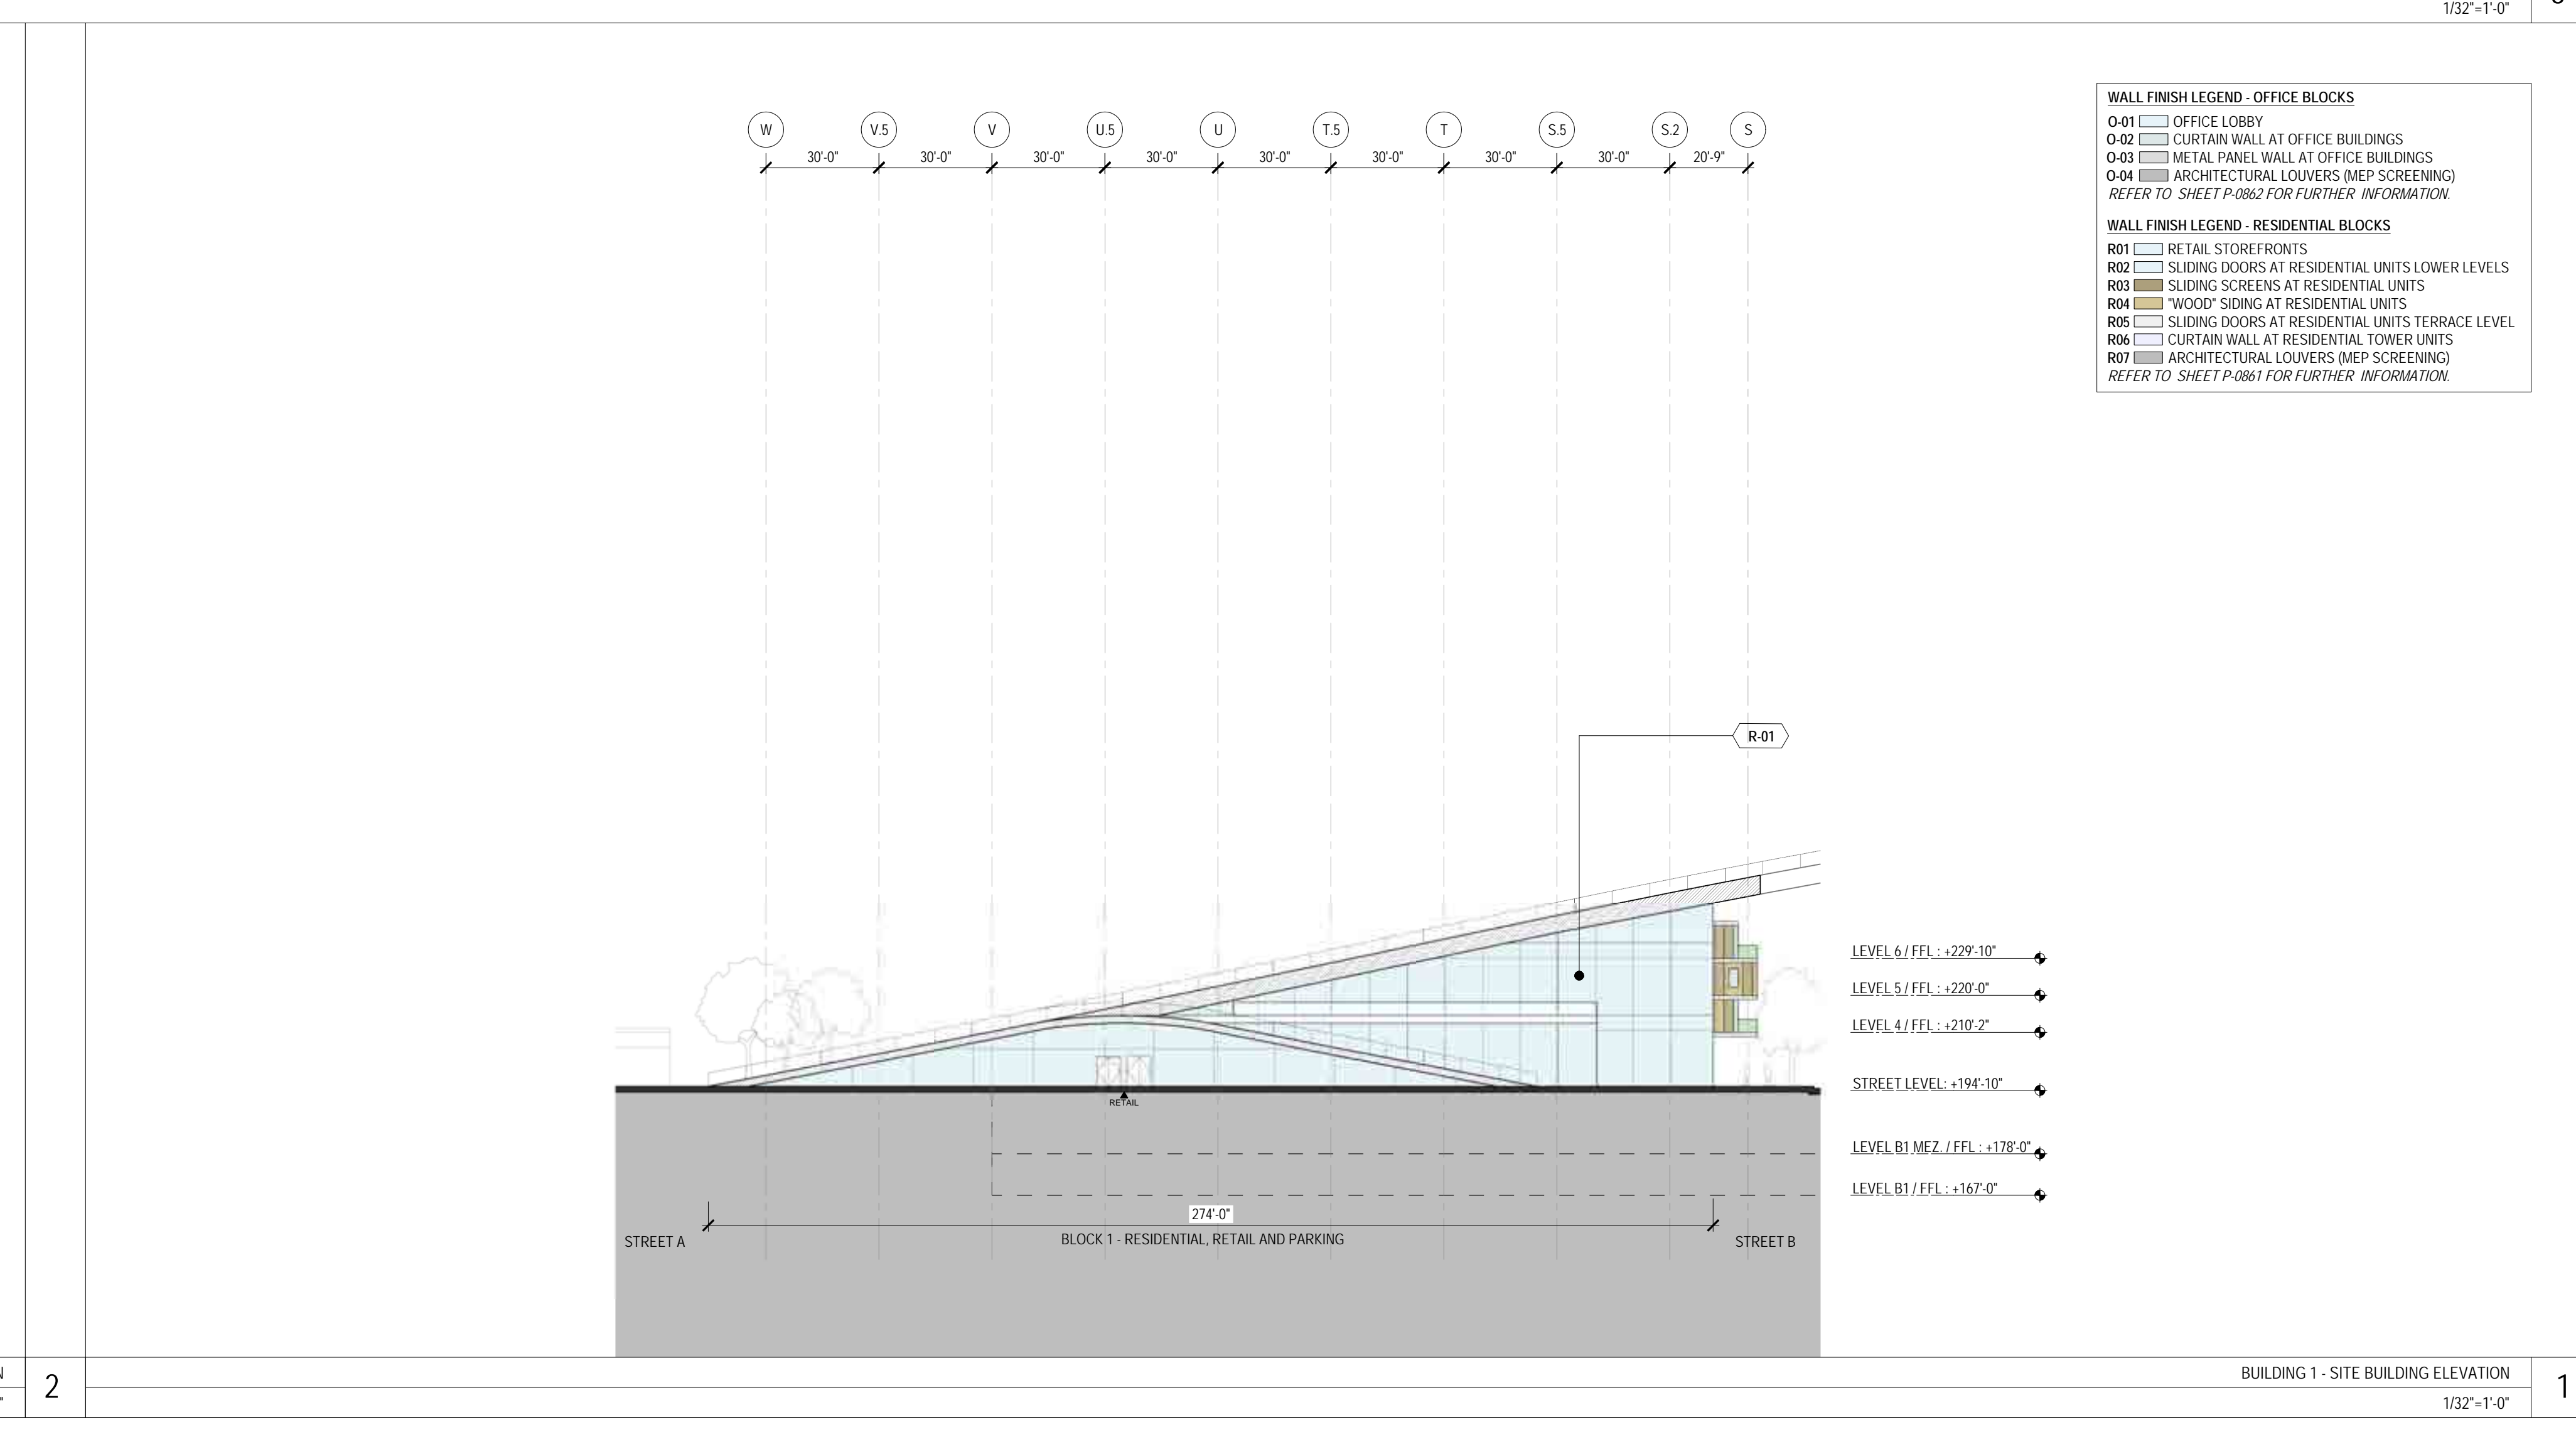 1/32"=1'-0"
W V.5 V U.5 U T.5 T S.5 S.2 S
30'-0" 30'-0" 30'-0" 30'-0" 30'-0" 30'-0" 30'-0" 30'-0" 20'-9"
WALL FINISH LEGEND - OFFICE BLOCKS
O-01 OFFICE LOBBY
O-02 CURTAIN WALL AT OFFICE BUILDINGS
O-03 METAL PANEL WALL AT OFFICE BUILDINGS
O-04 ARCHITECTURAL LOUVERS (MEP SCREENING)
REFER TO SHEET P-0862 FOR FURTHER INFORMATION.
WALL FINISH LEGEND - RESIDENTIAL BLOCKS
R01 RETAIL STOREFRONTS
R02 SLIDING DOORS AT RESIDENTIAL UNITS LOWER LEVELS
R03 SLIDING SCREENS AT RESIDENTIAL UNITS
R04 "WOOD" SIDING AT RESIDENTIAL UNITS
R05 SLIDING DOORS AT RESIDENTIAL UNITS TERRACE LEVEL
R06 CURTAIN WALL AT RESIDENTIAL TOWER UNITS
R07 ARCHITECTURAL LOUVERS (MEP SCREENING)
REFER TO SHEET P-0861 FOR FURTHER INFORMATION.
R-01
LEVEL 6 / FFL : +229'-10"
LEVEL 5 / FFL : +220'-0"
LEVEL 4 / FFL : +210'-2"
STREET LEVEL: +194'-10"
RETAIL
LEVEL B1 MEZ. / FFL : +178'-0"
LEVEL B1 / FFL : +167'-0"
274'-0"
STREET A
BLOCK 1 - RESIDENTIAL, RETAIL AND PARKING
STREET B
2
BUILDING 1 - SITE BUILDING ELEVATION
1/32"=1'-0"
1